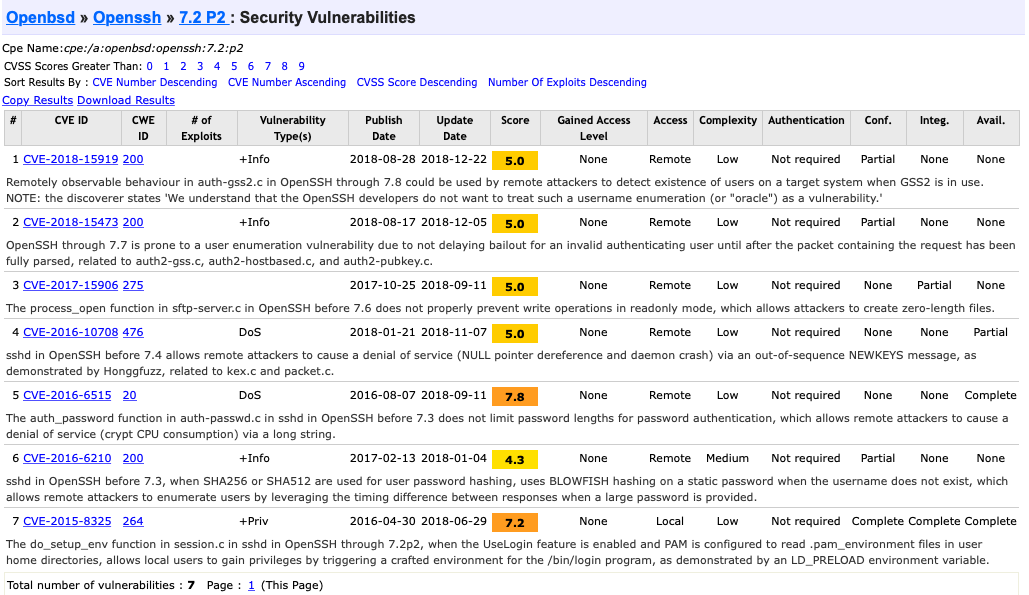 Openbsd » Openssh » 7.2 P2 : Security Vulnerabilities
Cpe Name:cpe:/a:openbsd:openssh:7.2:p2
CVSS Scores Greater Than: 0 1 2 3 4 5 6 7 8 9
Sort Results By : CVE Number Descending CVE Number Ascending CVSS Score Descending Number Of Exploits Descending
Copy Results Download Results
# CVE ID CWE ID # of Exploits Vulnerability Type(s) Publish Date Update Date Score Gained Access Level Access Complexity Authentication Conf. Integ. Avail.
1 CVE-2018-15919 200 +Info 2018-08-28 2018-12-22 5.0 None Remote Low Not required Partial None None
Remotely observable behaviour in auth-gss2.c in OpenSSH through 7.8 could be used by remote attackers to detect existence of users on a target system when GSS2 is in use.
NOTE: the discoverer states 'We understand that the OpenSSH developers do not want to treat such a username enumeration (or "oracle") as a vulnerability.'
2 CVE-2018-15473 200 +Info 2018-08-17 2018-12-05 5.0 None Remote Low Not required Partial None None
OpenSSH through 7.7 is prone to a user enumeration vulnerability due to not delaying bailout for an invalid authenticating user until after the packet containing the request has been
fully parsed, related to auth2-gss.c, auth2-hostbased.c, and auth2-pubkey.c.
3 CVE-2017-15906 275 2017-10-25 2018-09-11 5.0 None Remote Low Not required None Partial None
The process_open function in sftp-server.c in OpenSSH before 7.6 does not properly prevent write operations in readonly mode, which allows attackers to create zero-length files.
4 CVE-2016-10708 476 DoS 2018-01-21 2018-11-07 5.0 None Remote Low Not required None None Partial
sshd in OpenSSH before 7.4 allows remote attackers to cause a denial of service (NULL pointer dereference and daemon crash) via an out-of-sequence NEWKEYS message, as
demonstrated by Honggfuzz, related to kex.c and packet.c.
5 CVE-2016-6515 20 DoS 2016-08-07 2018-09-11 7.8 None Remote Low Not required None None Complete
The auth_password function in auth-passwd.c in sshd in OpenSSH before 7.3 does not limit password lengths for password authentication, which allows remote attackers to cause a
denial of service (crypt CPU consumption) via a long string.
6 CVE-2016-6210 200 +Info 2017-02-13 2018-01-04 4.3 None Remote Medium Not required Partial None None
sshd in OpenSSH before 7.3, when SHA256 or SHA512 are used for user password hashing, uses BLOWFISH hashing on a static password when the username does not exist, which
allows remote attackers to enumerate users by leveraging the timing difference between responses when a large password is provided.
7 CVE-2015-8325 264 +Priv 2016-04-30 2018-06-29 7.2 None Local Low Not required Complete Complete Complete
The do_setup_env function in session.c in sshd in OpenSSH through 7.2p2, when the UseLogin feature is enabled and PAM is configured to read .pam_environment files in user
home directories, allows local users to gain privileges by triggering a crafted environment for the /bin/login program, as demonstrated by an LD_PRELOAD environment variable.
Total number of vulnerabilities : 7 Page : 1 (This Page)